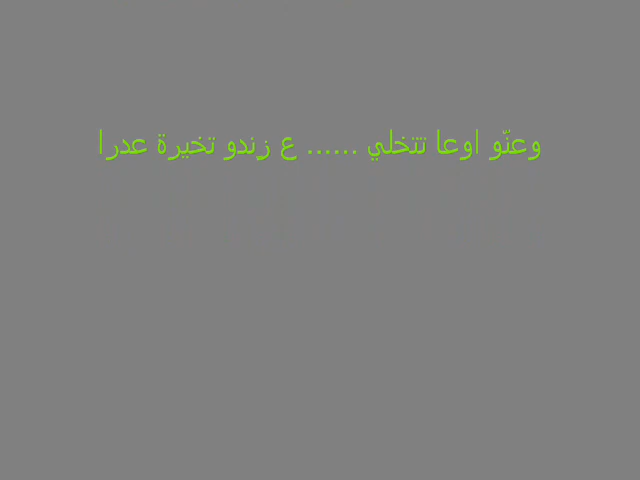 وعنّو اوعا تتخلي ...... ع زندو تخيرة عدرا